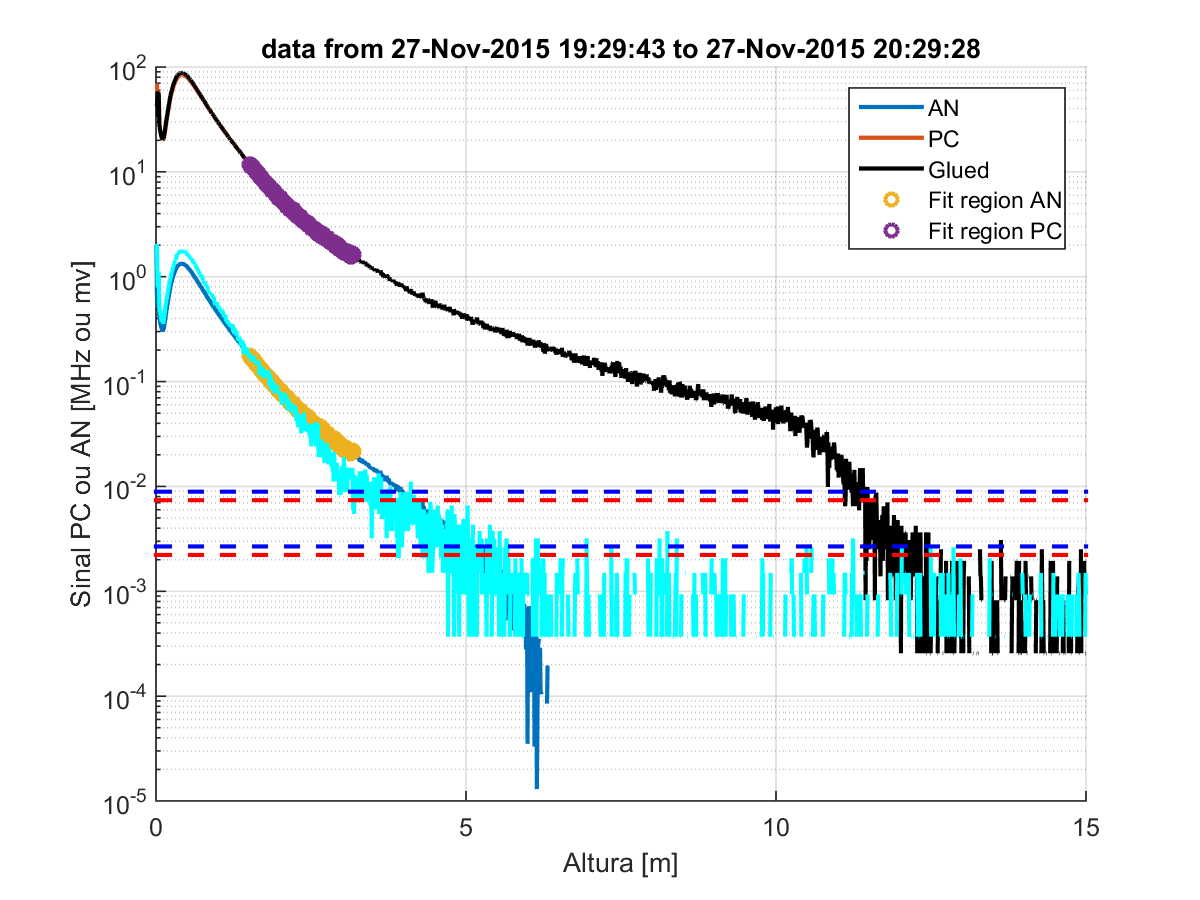 data from 27-Nov-2015 19:29:43 to 27-Nov-2015 20:29:28
AN
PC
Glued
Fit region AN
Fit region PC
Sinal PC ou AN [MHz ou mv]
10^2
10^1
10^0
10^-1
10^-2
10^-3
10^-4
10^-5
0 5 10 15
Altura [m]